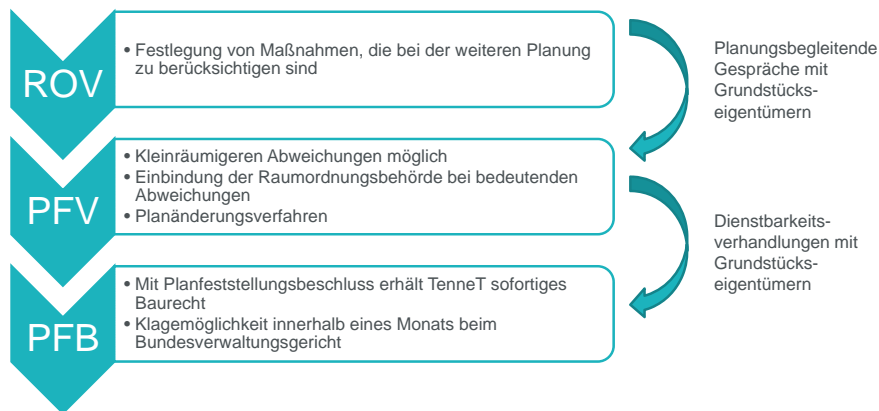 ROV
• Festlegung von Maßnahmen, die bei der weiteren Planung
zu berücksichtigen sind
Planungsbegleitende
Gespräche mit
Grundstücks-
eigentümern
PFV
• Kleinräumigeren Abweichungen möglich
• Einbindung der Raumordnungsbehörde bei bedeutenden
Abweichungen
• Planänderungsverfahren
Dienstbarkeits-
verhandlungen mit
Grundstücks-
eigentümern
PFB
• Mit Planfeststellungsbeschluss erhält TenneT sofortiges
Baurecht
• Klagemöglichkeit innerhalb eines Monats beim
Bundesverwaltungsgericht